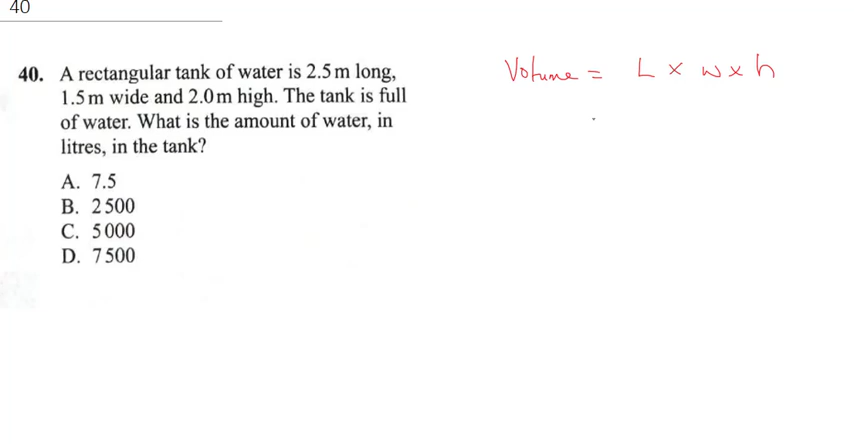 40
40. A rectangular tank of water is 2.5 m long,
1.5 m wide and 2.0 m high. The tank is full
of water. What is the amount of water, in
litres, in the tank?
A. 7.5
B. 2 500
C. 5 000
D. 7 500
Volume = L × w × h